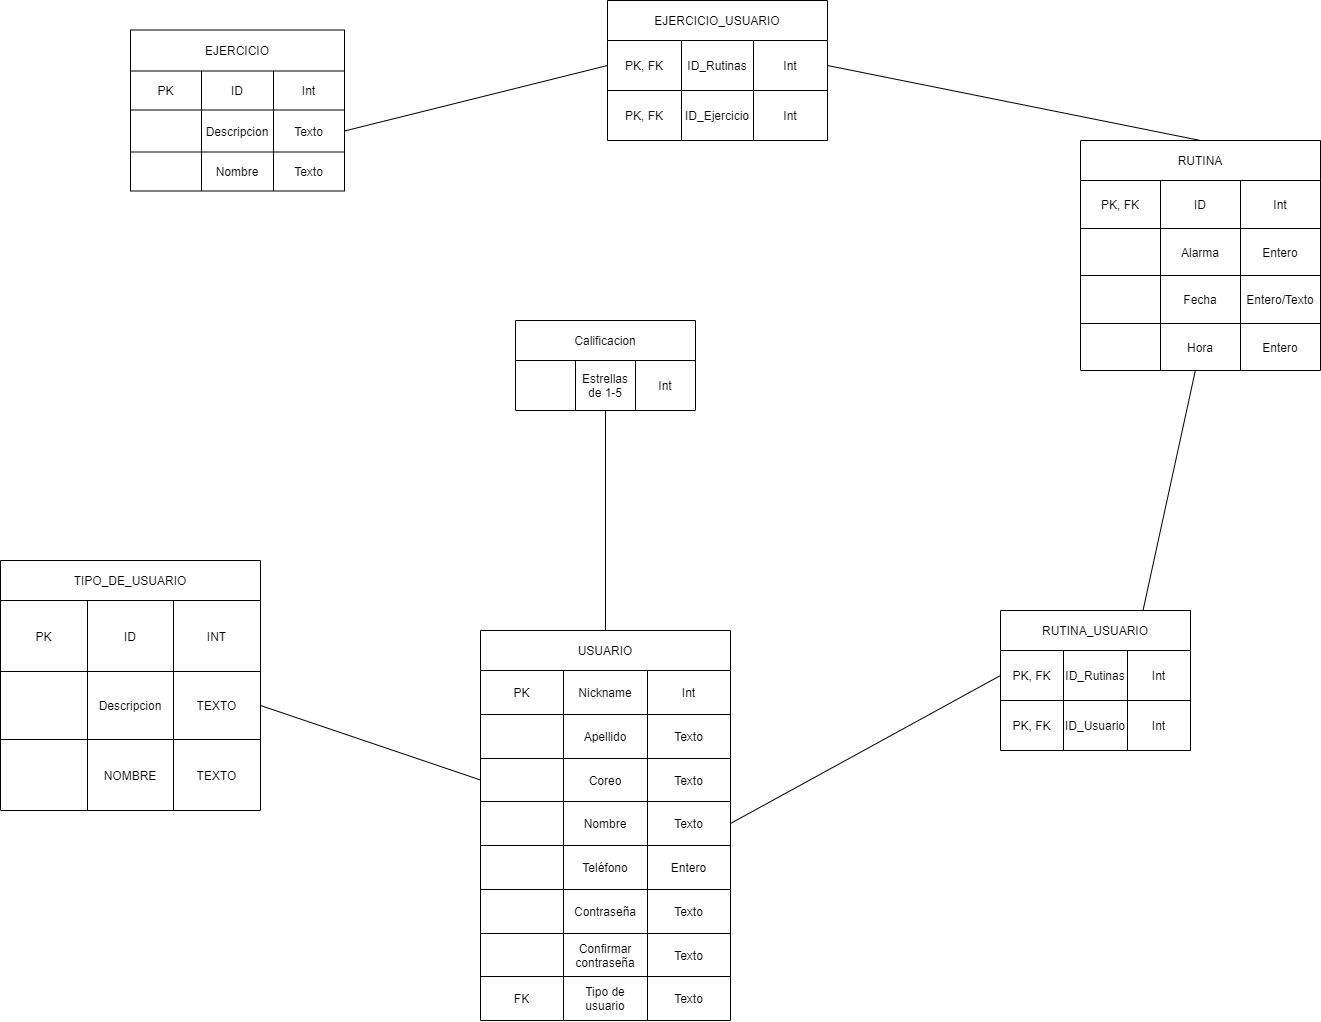 EJERCICIO_USUARIO
PK, FK ID_Rutinas Int
PK, FK ID_Ejercicio Int
EJERCICIO
PK ID Int
Descripcion Texto
Nombre Texto
RUTINA
PK, FK ID Int
Alarma Entero
Fecha Entero/Texto
Hora Entero
Calificacion
Estrellas
de 1-5
Int
TIPO_DE_USUARIO
PK ID INT
Descripcion TEXTO
NOMBRE TEXTO
USUARIO
PK Nickname Int
Apellido Texto
Coreo Texto
Nombre Texto
Teléfono Entero
Contraseña Texto
Confirmar
contraseña
Texto
FK
Tipo de
usuario
Texto
RUTINA_USUARIO
PK, FK ID_Rutinas Int
PK, FK ID_Usuario Int